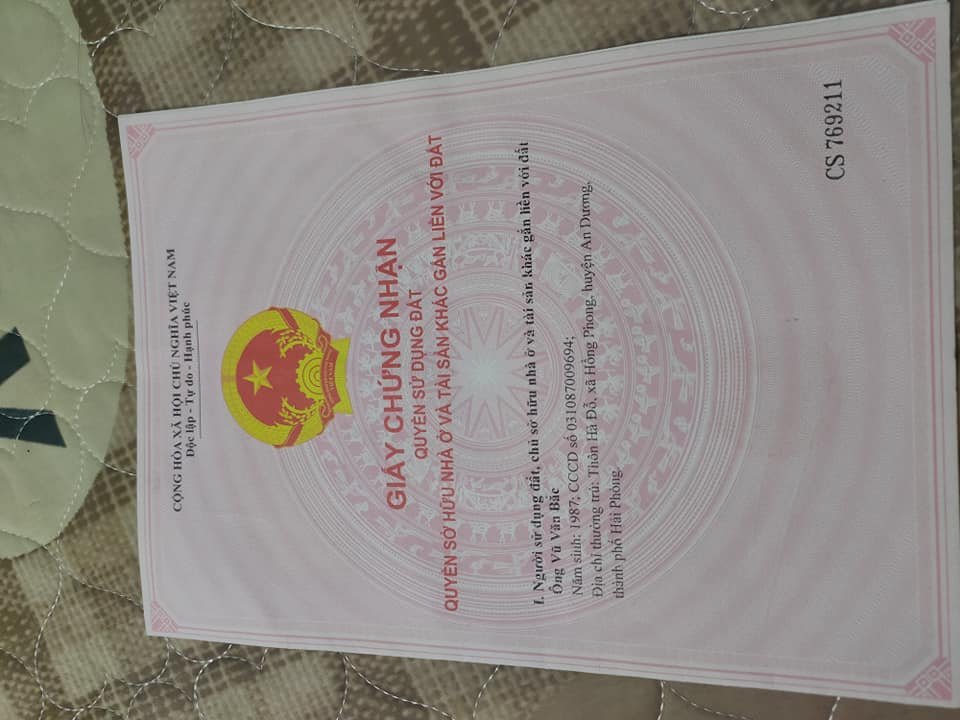 CỘNG HÒA XÃ HỘI CHỦ NGHĨA VIỆT NAM
Độc lập - Tự do - Hạnh phúc
GIẤY CHỨNG NHẬN
QUYỀN SỬ DỤNG ĐẤT
QUYỀN SỞ HỮU NHÀ Ở VÀ TÀI SẢN KHÁC GẮN LIỀN VỚI ĐẤT
I. Người sử dụng đất, chủ sở hữu nhà ở và tài sản khác gắn liền với đất
Ông Vũ Văn Bắc
Năm sinh: 1987; CCCD số 031087009694;
Địa chỉ thường trú: Thôn Hà Đỗ, xã Hồng Phong, huyện An Dương,
thành phố Hải Phòng.
CS 769211